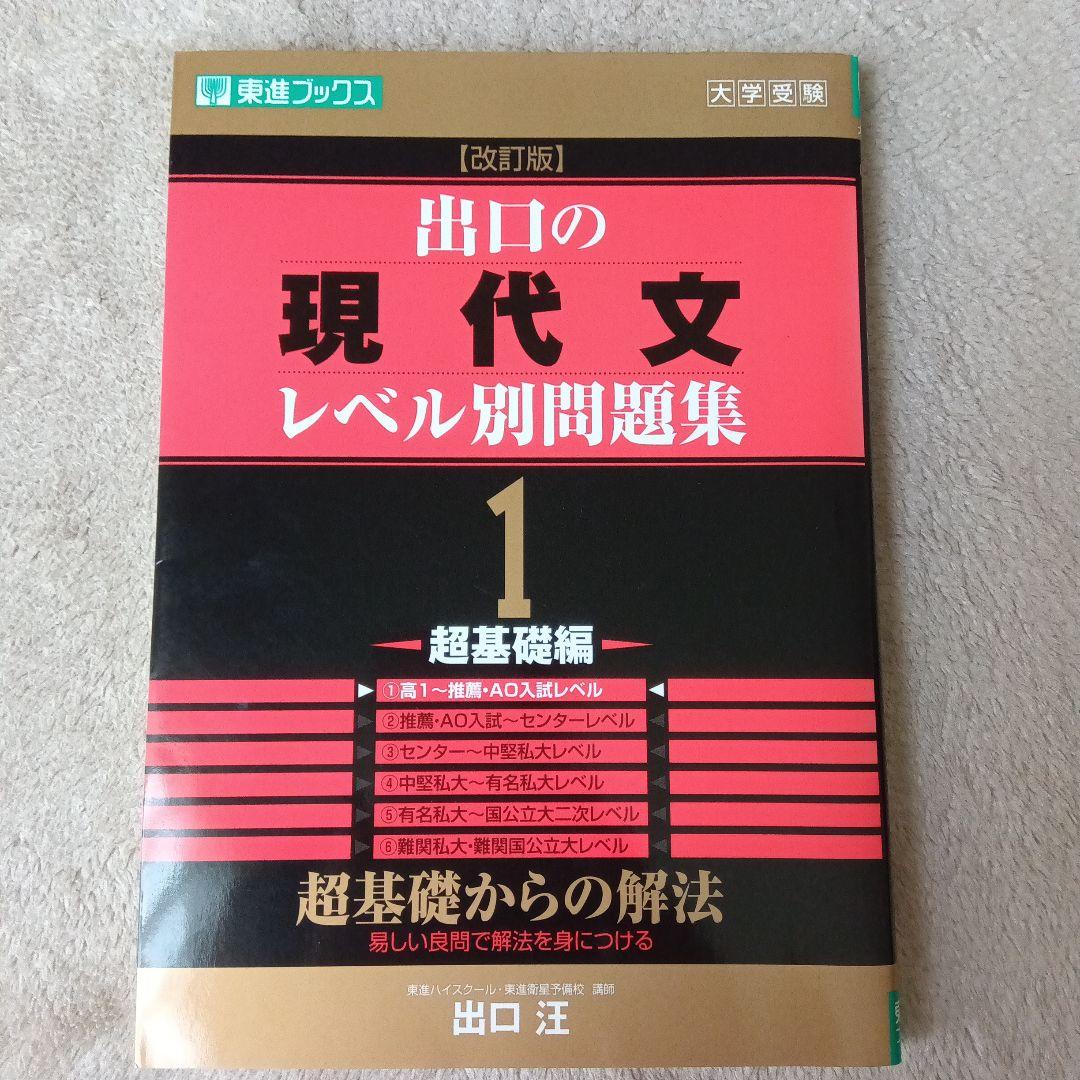 東進ブックス
大学受験
【改訂版】
出口の
現代文
レベル別問題集
1
超基礎編
①高1～推薦・AO入試レベル
②推薦・AO入試～センターレベル
③センター～中堅私大レベル
④中堅私大～有名私大レベル
⑤有名私大～国公立大二次レベル
⑥難関私大・難関国公立大レベル
超基礎からの解法
易しい良問で解法を身につける
東進ハイスクール・東進衛星予備校 講師
出口 汪